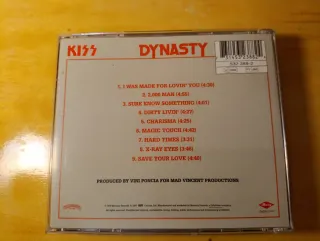 KISS DYNASTY
1. I WAS MADE FOR LOVIN' YOU (4:30)
2. 2,000 MAN (4:55)
3. SURE KNOW SOMETHING (4:01)
4. DIRTY LIVIN' (4:27)
5. CHARISMA (4:25)
6. MAGIC TOUCH (4:42)
7. HARD TIMES (3:31)
8. X-RAY EYES (3:46)
9. SAVE YOUR LOVE (4:40)
PRODUCED BY VINI PONCIA FOR MAD VINCENT PRODUCTIONS